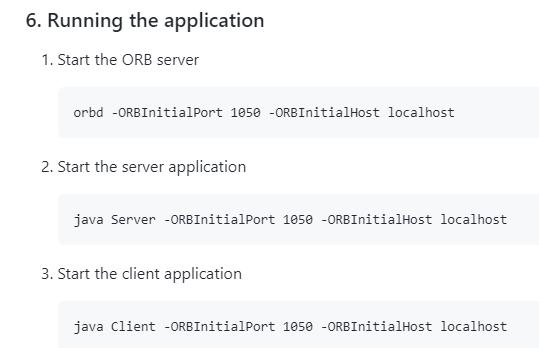 6. Running the application
1. Start the ORB server
orbd -ORBInitialPort 1050 -ORBInitialHost localhost
2. Start the server application
java Server -ORBInitialPort 1050 -ORBInitialHost localhost
3. Start the client application
java Client -ORBInitialPort 1050 -ORBInitialHost localhost